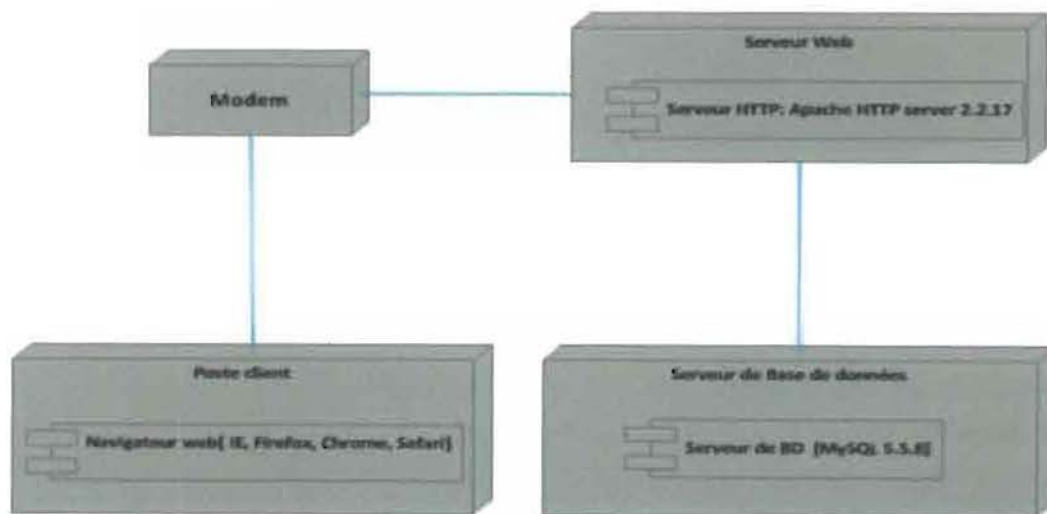 Serveur Web
Modem
Serveur HTTP: Apache HTTP server 2.2.17
Poste client
Serveur de Base de données
Navigateur web( IE, Firefox, Chrome, Safari)
Serveur de BD (MySQL 5.5.8)